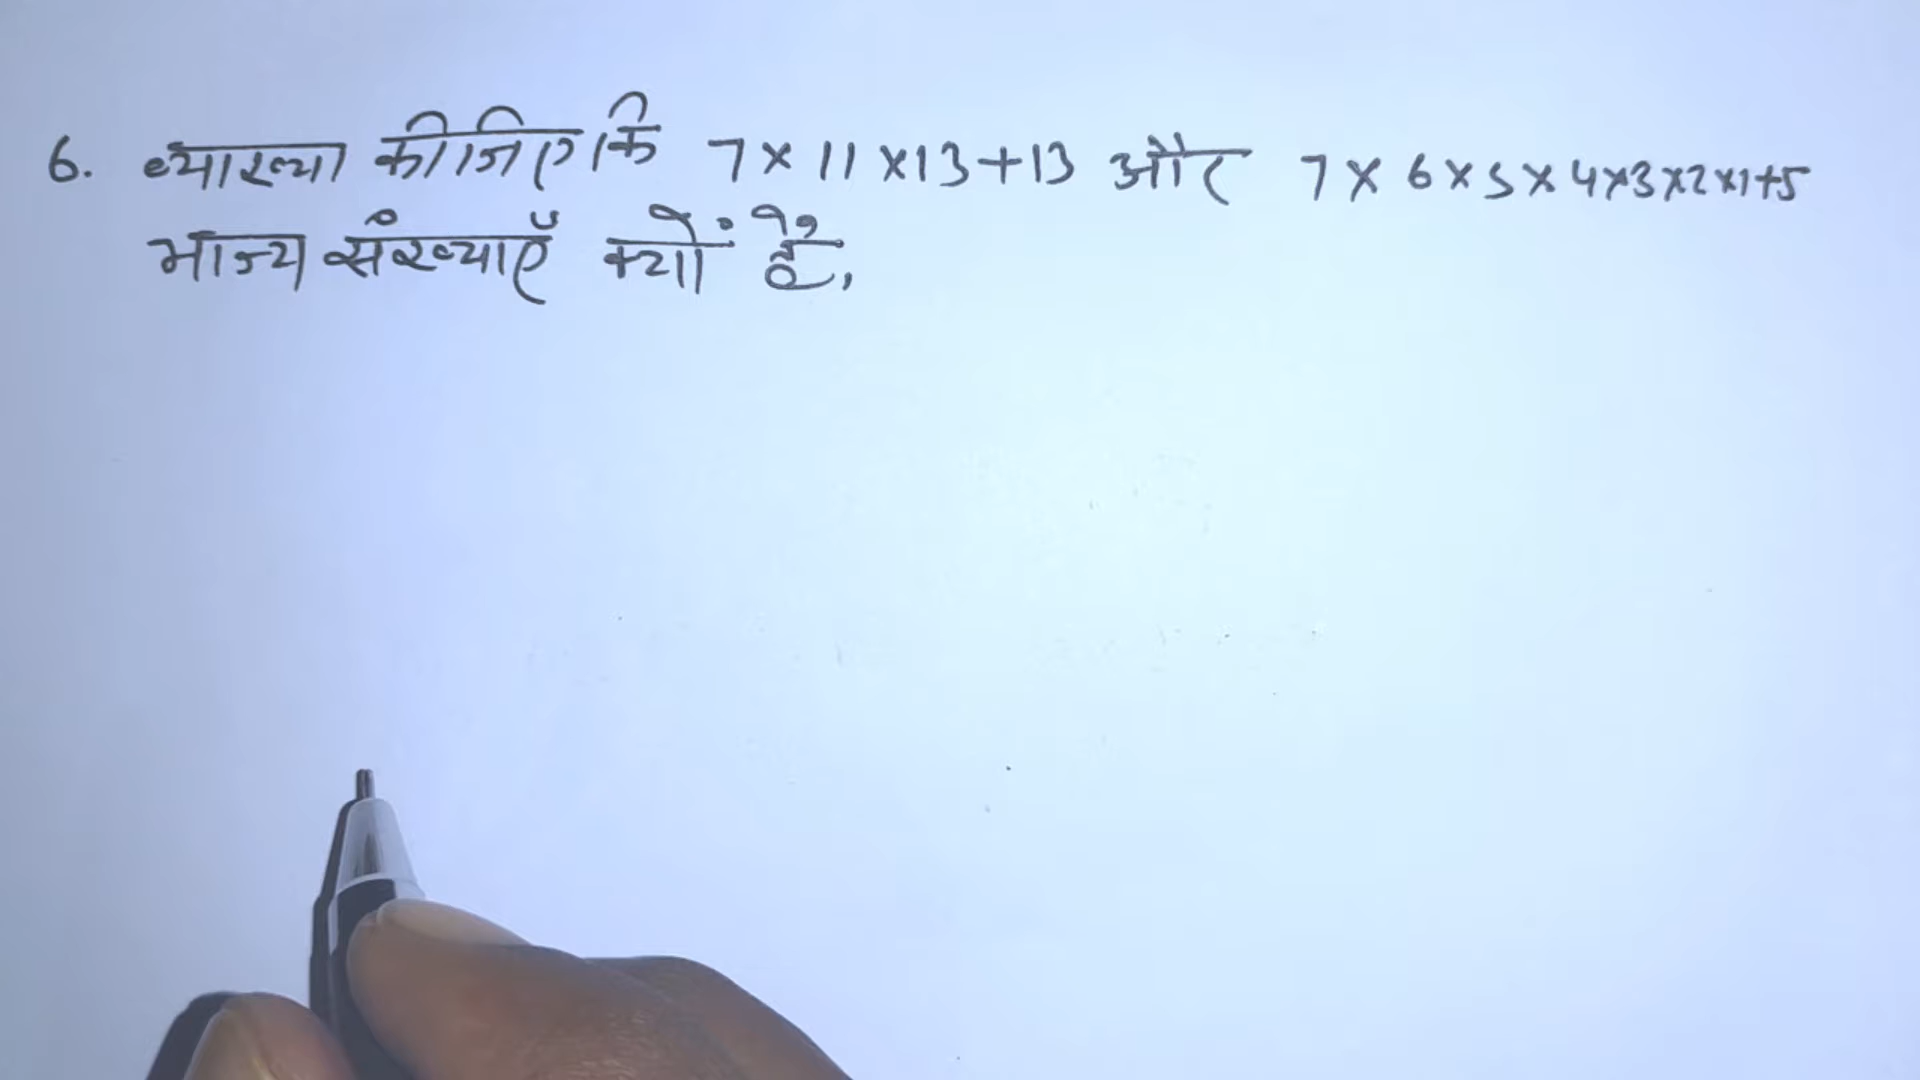 6. व्याख्या कीजिए कि 7 × 11 × 13 + 13 और 7 × 6 × 5 × 4 × 3 × 2 × 1 + 5
भाज्य संख्याएँ क्यों हैं,